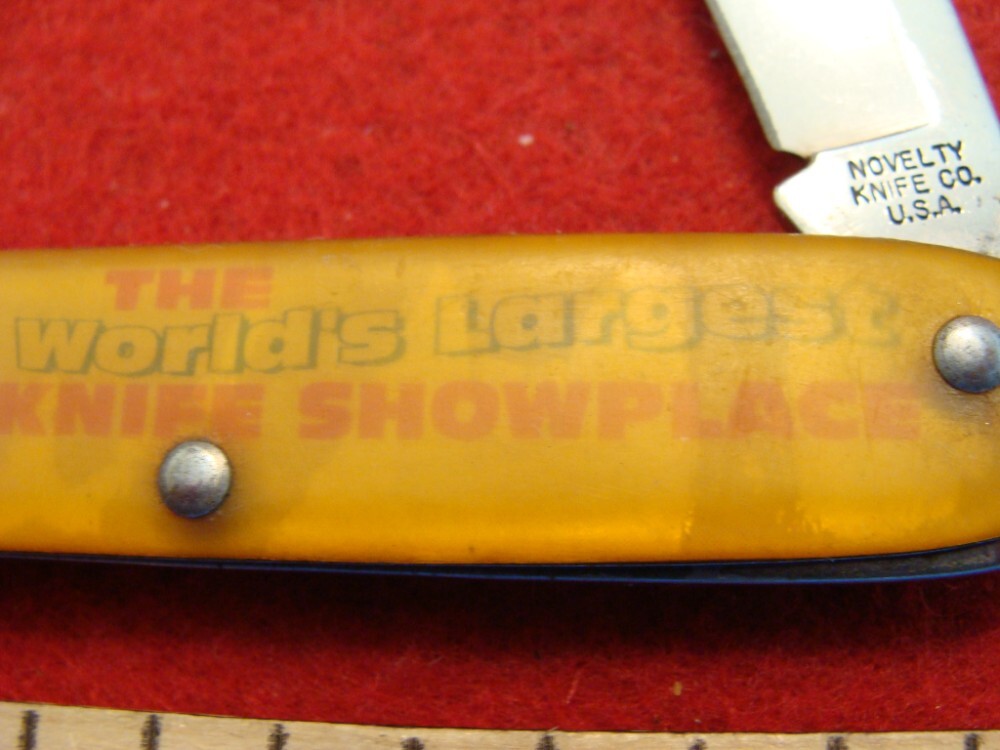 NOVELTY
KNIFE CO.
U.S.A.
THE
World's Largest
KNIFE SHOWPLACE